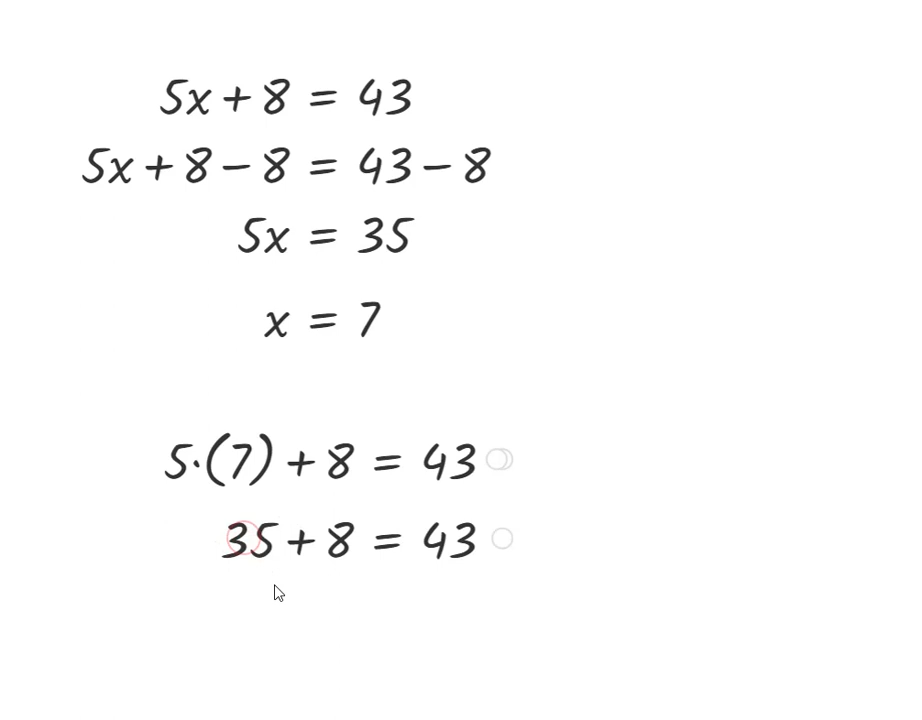 5x + 8 = 43
5x + 8 − 8 = 43 − 8
5x = 35
x = 7
5·(7) + 8 = 43
35 + 8 = 43